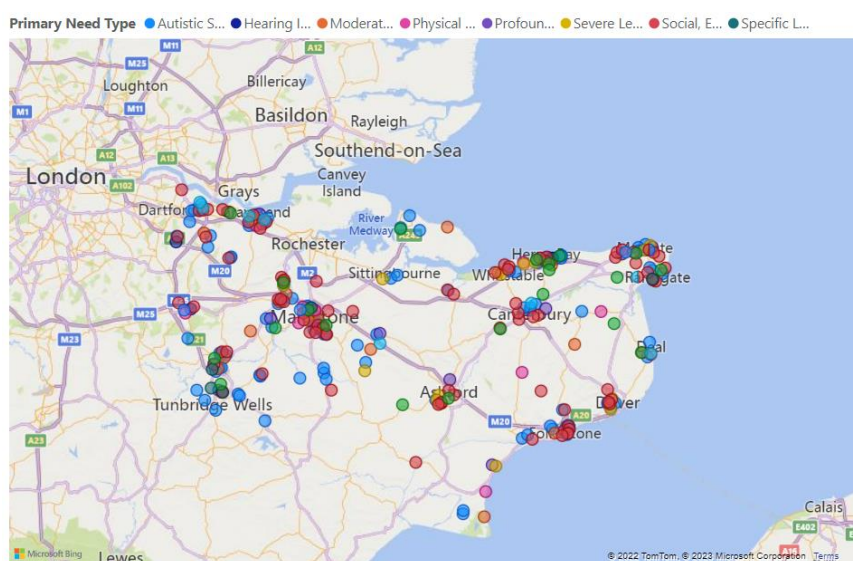 Primary Need Type Autistic S... Hearing I... Moderat... Physical ... Profoun... Severe Le... Social, E... Specific L...
M11
A12
M25
Loughton
Billericay
M1
M11
Basildon
Rayleigh
Southend-on-Sea
A12
A13
London
A102
Canvey
Island
Grays
Dartford
River
Medway
Rochester
M20
M2
Sittingbourne
Whitstable
M25
M23
A21
Canterbury
Deal
Tunbridge Wells
Ashford
Dover
A23
M20
A20
Folkestone
Calais
E402
A16
Lewes
Microsoft Bing
© 2022 TomTom, © 2023 Microsoft Corporation Terms